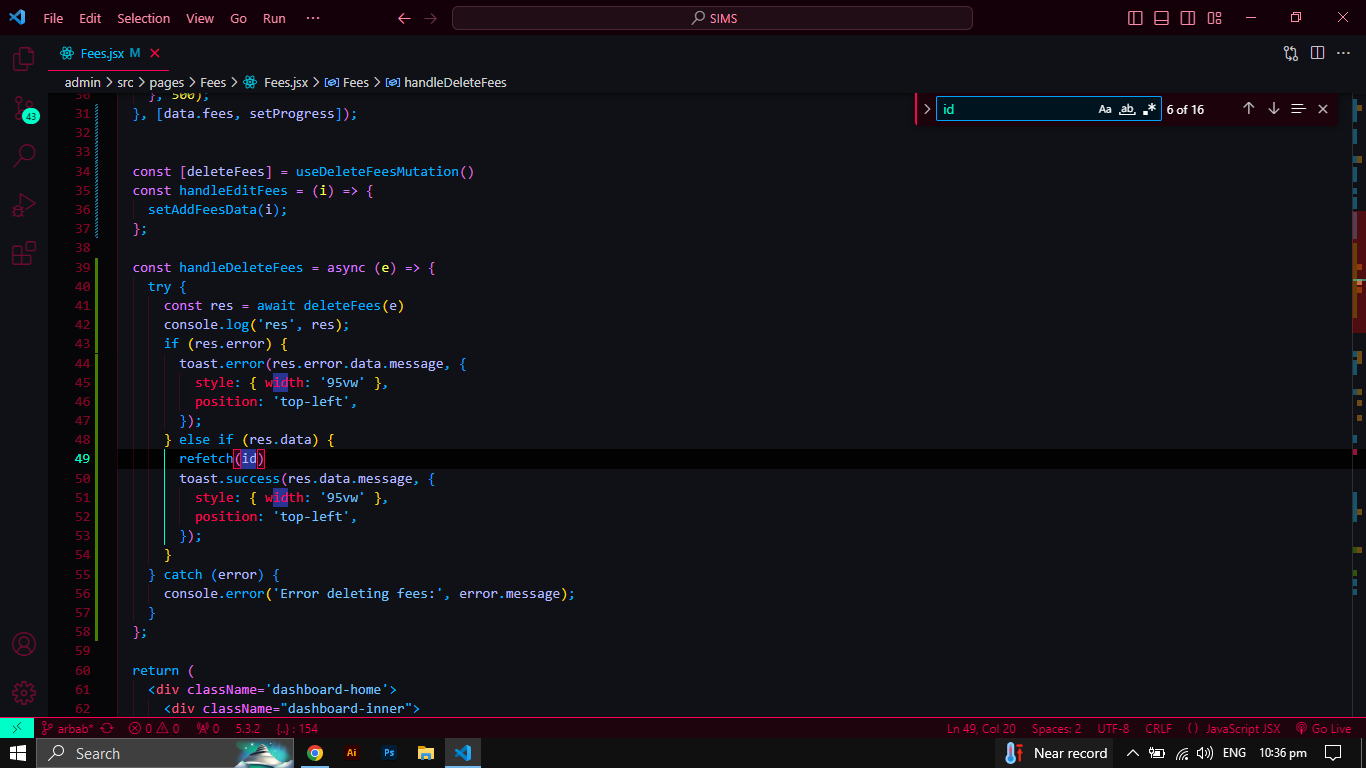 File Edit Selection View Go Run ··· SIMS
Fees.jsx M
admin > src > pages > Fees > Fees.jsx > Fees > handleDeleteFees
id Aa ab .* 6 of 16
43
30 }, 500);
31 }, [data.fees, setProgress]);
32
33
34 const [deleteFees] = useDeleteFeesMutation()
35 const handleEditFees = (i) => {
36 setAddFeesData(i);
37 };
38
39 const handleDeleteFees = async (e) => {
40 try {
41 const res = await deleteFees(e)
42 console.log('res', res);
43 if (res.error) {
44 toast.error(res.error.data.message, {
45 style: { width: '95vw' },
46 position: 'top-left',
47 });
48 } else if (res.data) {
49 refetch(id)
50 toast.success(res.data.message, {
51 style: { width: '95vw' },
52 position: 'top-left',
53 });
54 }
55 } catch (error) {
56 console.error('Error deleting fees:', error.message);
57 }
58 };
59
60 return (
61 <div className='dashboard-home'>
62 <div className="dashboard-inner">
arbab* 0 0 0 5.3.2 {..} : 154 Ln 49, Col 20 Spaces: 2 UTF-8 CRLF JavaScript JSX Go Live
Search Ai Ps Near record ENG 10:36 pm